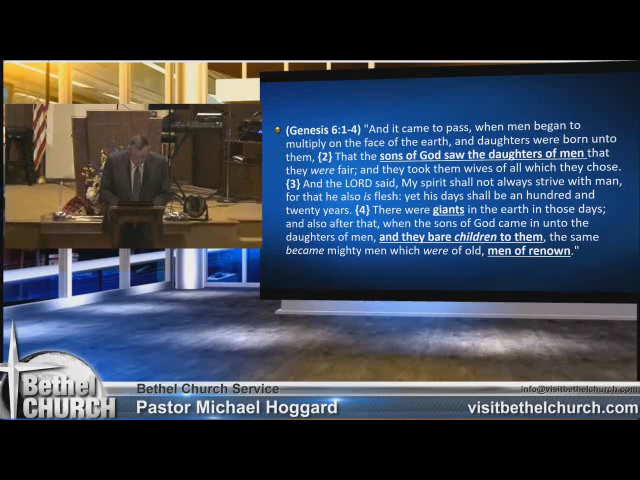 (Genesis 6:1-4) "And it came to pass, when men began to
multiply on the face of the earth, and daughters were born unto
them, {2} That the sons of God saw the daughters of men that
they were fair; and they took them wives of all which they chose.
{3} And the LORD said, My spirit shall not always strive with man,
for that he also is flesh: yet his days shall be an hundred and
twenty years. {4} There were giants in the earth in those days;
and also after that, when the sons of God came in unto the
daughters of men, and they bare children to them, the same
became mighty men which were of old, men of renown."
Bethel
CHURCH
Bethel Church Service
info@visitbethelchurch.com
Pastor Michael Hoggard
visitbethelchurch.com